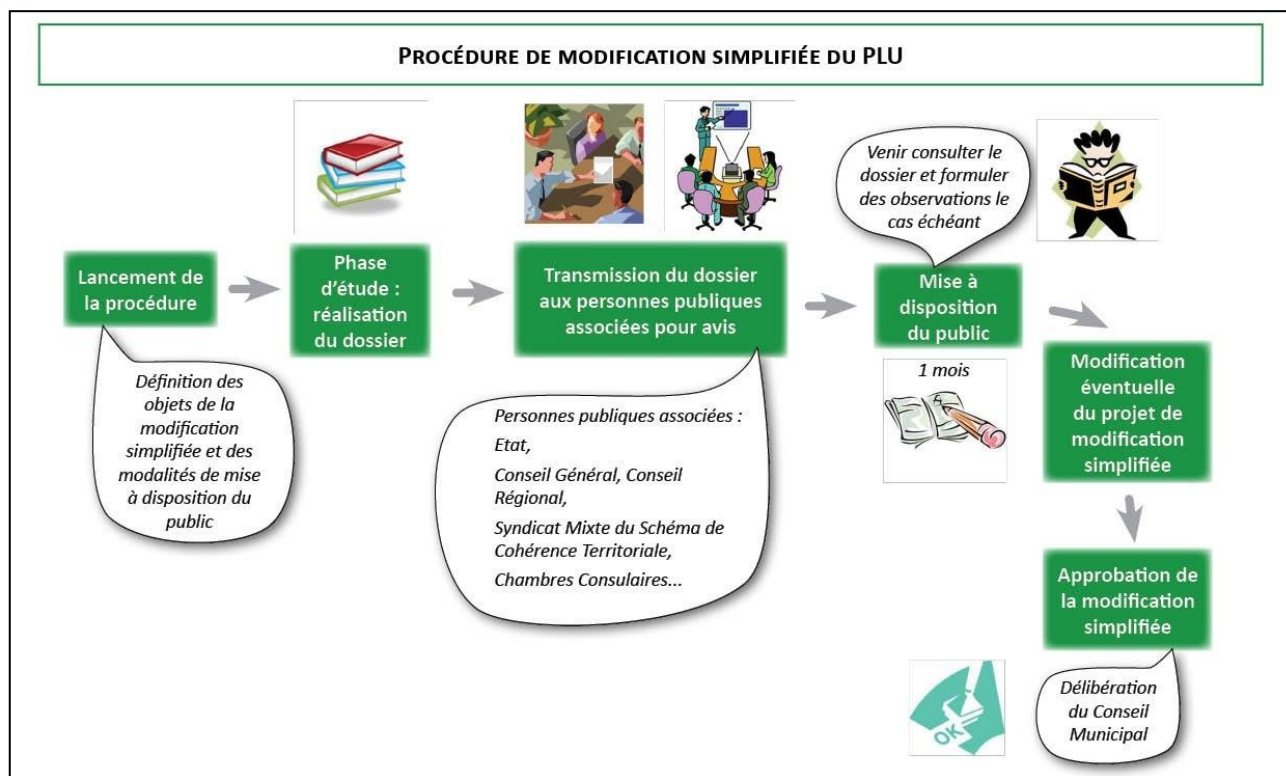 PROCÉDURE DE MODIFICATION SIMPLIFIÉE DU PLU
Lancement de
la procédure
Définition des
objets de la
modification
simplifiée et des
modalités de mise
à disposition du
public
Phase
d’étude :
réalisation
du dossier
Transmission du dossier
aux personnes publiques
associées pour avis
Personnes publiques associées :
Etat,
Conseil Général, Conseil
Régional,
Syndicat Mixte du Schéma de
Cohérence Territoriale,
Chambres Consulaires...
Venir consulter le
dossier et formuler
des observations le
cas échéant
Mise à
disposition
du public
1 mois
Modification
éventuelle
du projet de
modification
simplifiée
Approbation de
la modification
simplifiée
Délibération
du Conseil
Municipal
OK